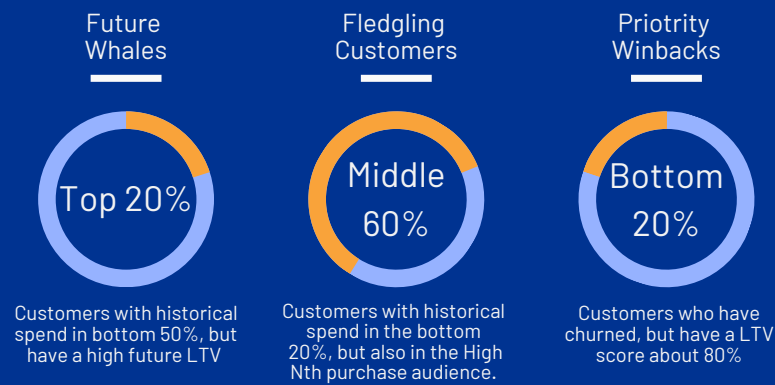 Future
Whales
Top 20%
Customers with historical
spend in bottom 50%, but
have a high future LTV
Fledgling
Customers
Middle
60%
Customers with historical
spend in the bottom
20%, but also in the High
Nth purchase audience.
Priotrity
Winbacks
Bottom
20%
Customers who have
churned, but have a LTV
score about 80%